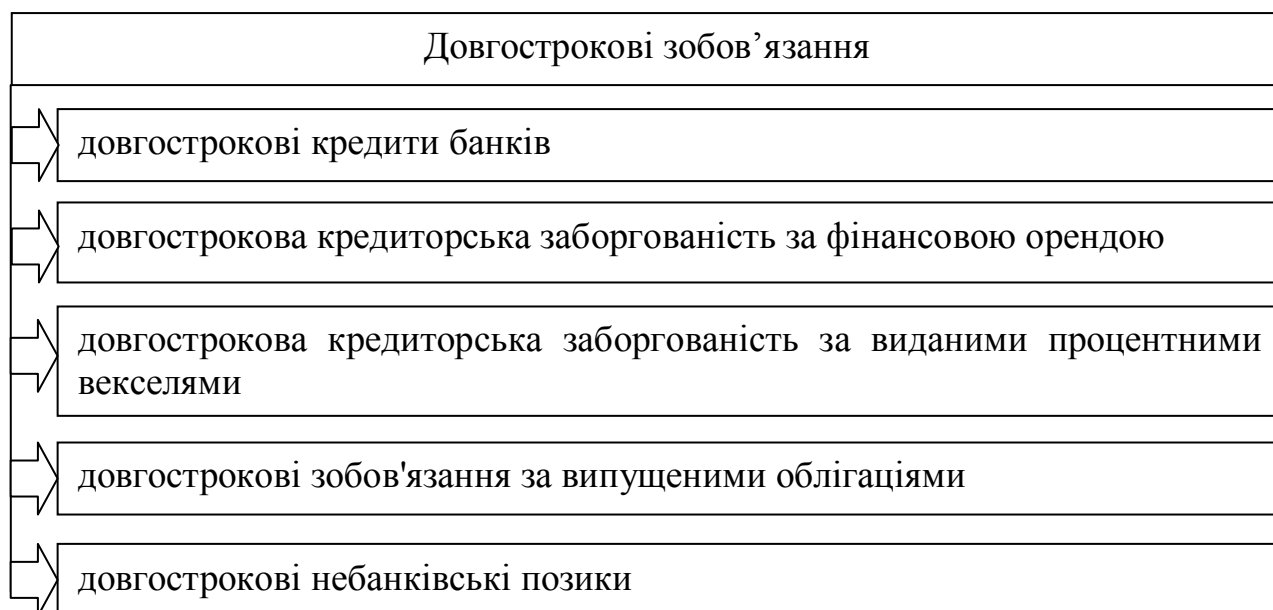 Довгострокові зобов’язання
довгострокові кредити банків
довгострокова кредиторська заборгованість за фінансовою орендою
довгострокова кредиторська заборгованість за виданими процентними
векселями
довгострокові зобов'язання за випущеними облігаціями
довгострокові небанківські позики